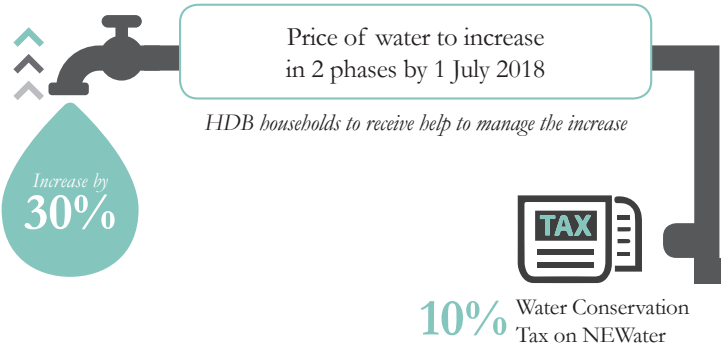 Price of water to increase
in 2 phases by 1 July 2018
HDB households to receive help to manage the increase
Increase by
30%
TAX
10% Water Conservation
Tax on NEWater